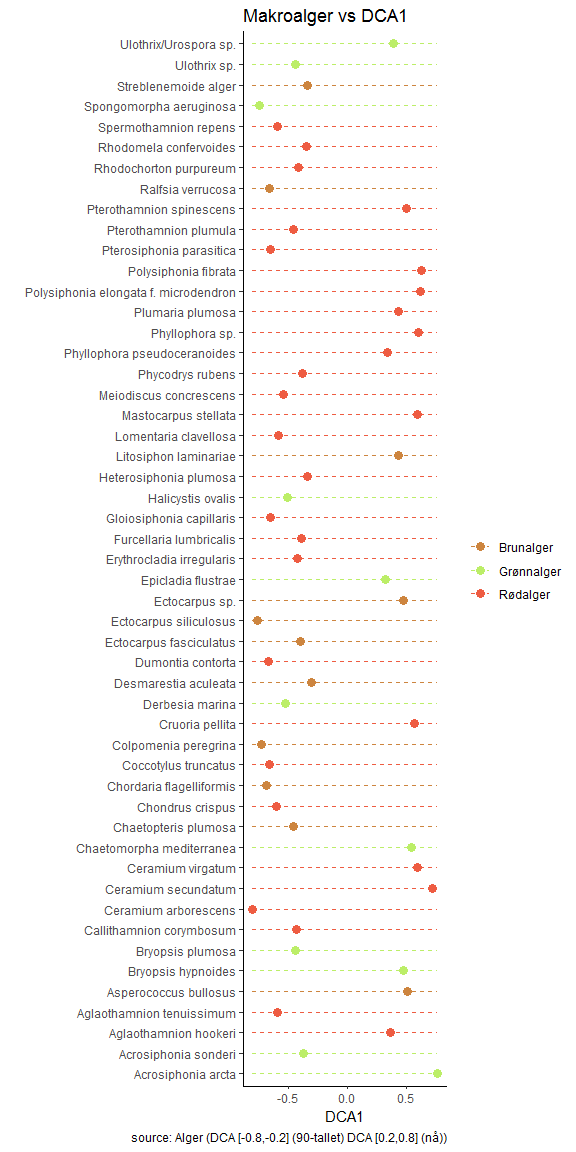 Makroalger vs DCA1
Ulothrix/Urospora sp.
Ulothrix sp.
Streblenemoide alger
Spongomorpha aeruginosa
Spermothamnion repens
Rhodomela confervoides
Rhodochorton purpureum
Ralfsia verrucosa
Pterothamnion spinescens
Pterothamnion plumula
Pterosiphonia parasitica
Polysiphonia fibrata
Polysiphonia elongata f. microdendron
Plumaria plumosa
Phyllophora sp.
Phyllophora pseudoceranoides
Phycodrys rubens
Meiodiscus concrescens
Mastocarpus stellata
Lomentaria clavellosa
Litosiphon laminariae
Heterosiphonia plumosa
Halicystis ovalis
Gloiosiphonia capillaris
Furcellaria lumbricalis
Erythrocladia irregularis
Epicladia flustrae
Ectocarpus sp.
Ectocarpus siliculosus
Ectocarpus fasciculatus
Dumontia contorta
Desmarestia aculeata
Derbesia marina
Cruoria pellita
Colpomenia peregrina
Coccotylus truncatus
Chordaria flagelliformis
Chondrus crispus
Chaetopteris plumosa
Chaetomorpha mediterranea
Ceramium virgatum
Ceramium secundatum
Ceramium arborescens
Callithamnion corymbosum
Bryopsis plumosa
Bryopsis hypnoides
Asperococcus bullosus
Aglaothamnion tenuissimum
Aglaothamnion hookeri
Acrosiphonia sonderi
Acrosiphonia arcta
-0.5 0.0 0.5
DCA1
source: Alger (DCA [-0.8,-0.2] (90-tallet) DCA [0.2,0.8] (nå))
Brunalger
Grønnalger
Rødalger